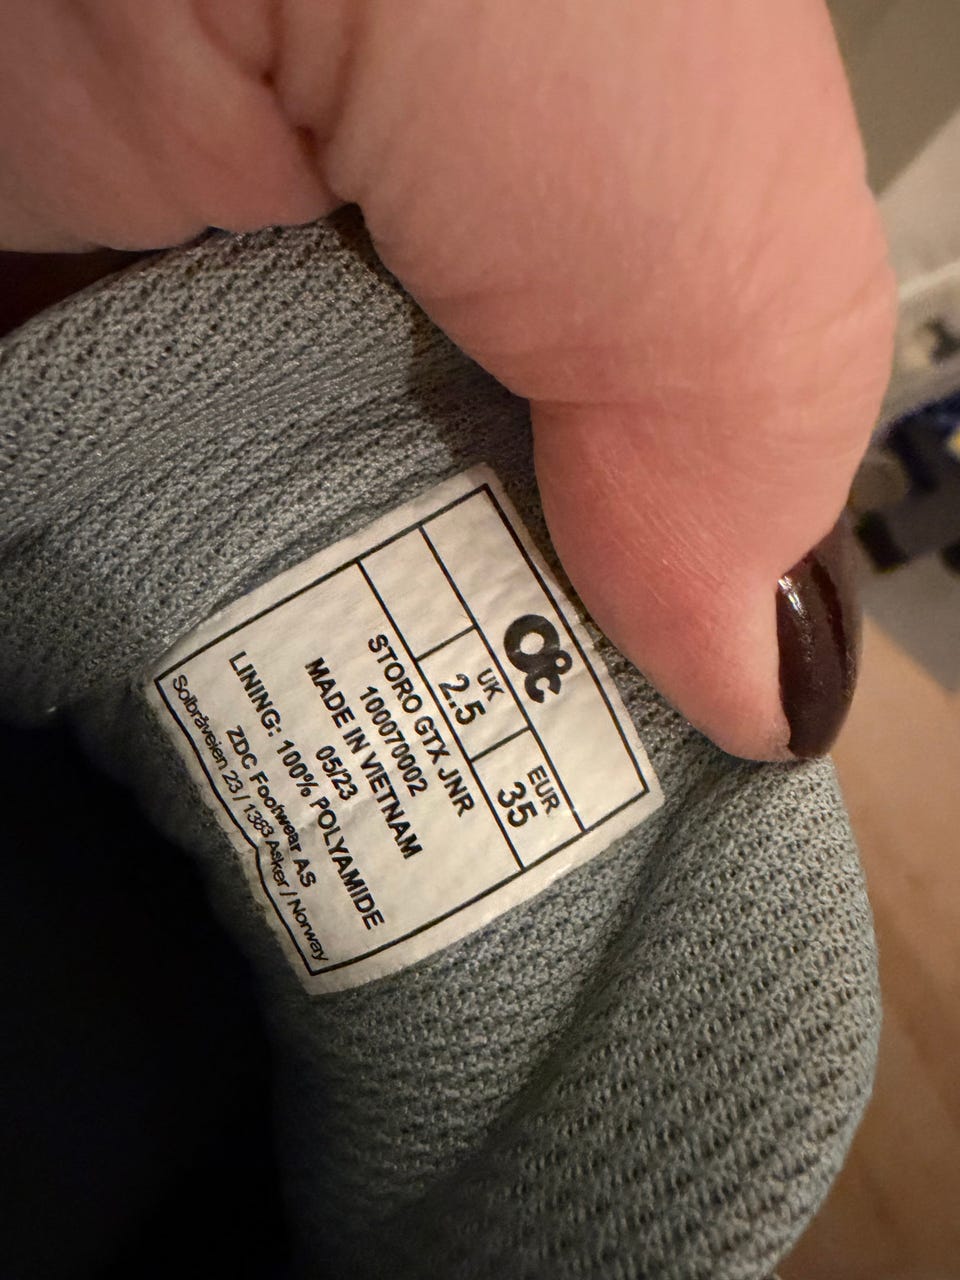 UK
2.5
EUR
35
STORO GTX JNR
100070002
MADE IN VIETNAM
05/23
LINING: 100% POLYAMIDE
ZDC Footwear AS
Solbråveien 23 / 1383 Asker / Norway